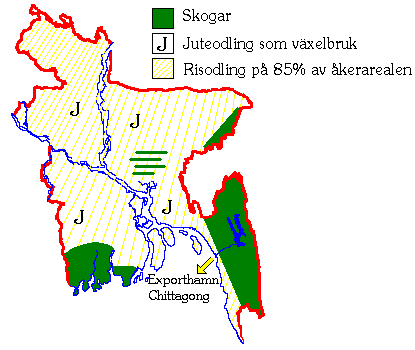 Skogar
J Juteodling som växelbruk
Risodling på 85% av åkerarealen
J
J
J
J
Exporthamn
Chittagong